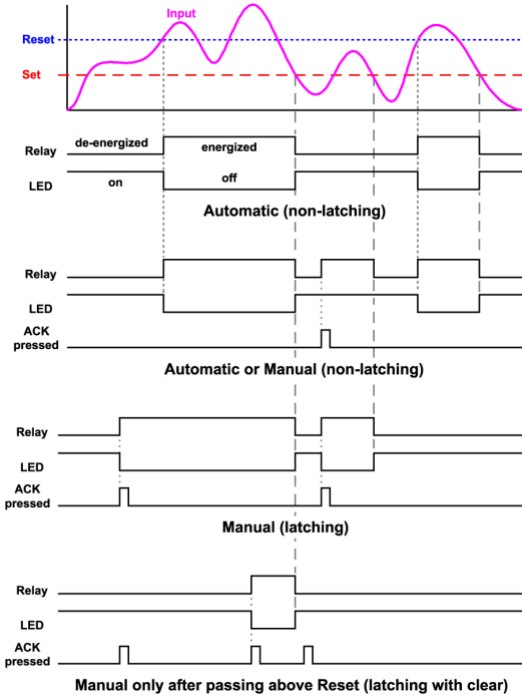 Input
Reset
Set
de-energized energized
Relay
LED
on off
Automatic (non-latching)
Relay
LED
ACK
pressed
Automatic or Manual (non-latching)
Relay
LED
ACK
pressed
Manual (latching)
Relay
LED
ACK
pressed
Manual only after passing above Reset (latching with clear)